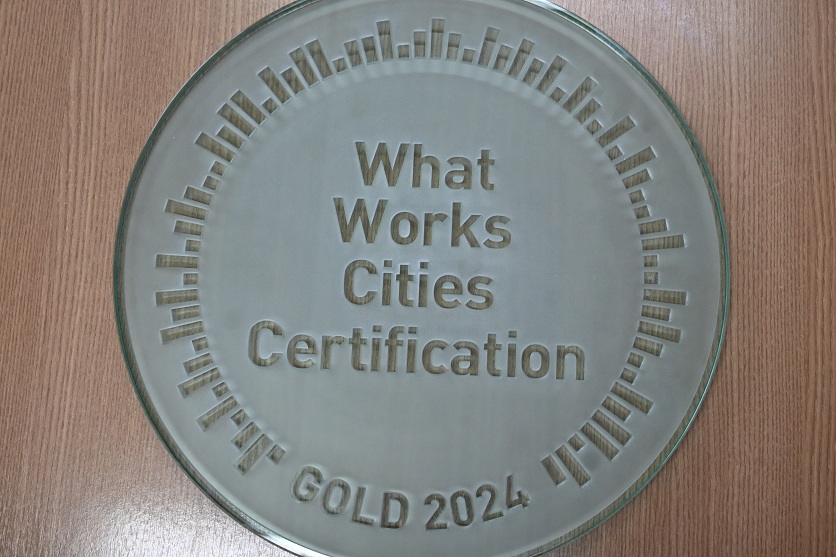 What
Works
Cities
Certification
GOLD 2024